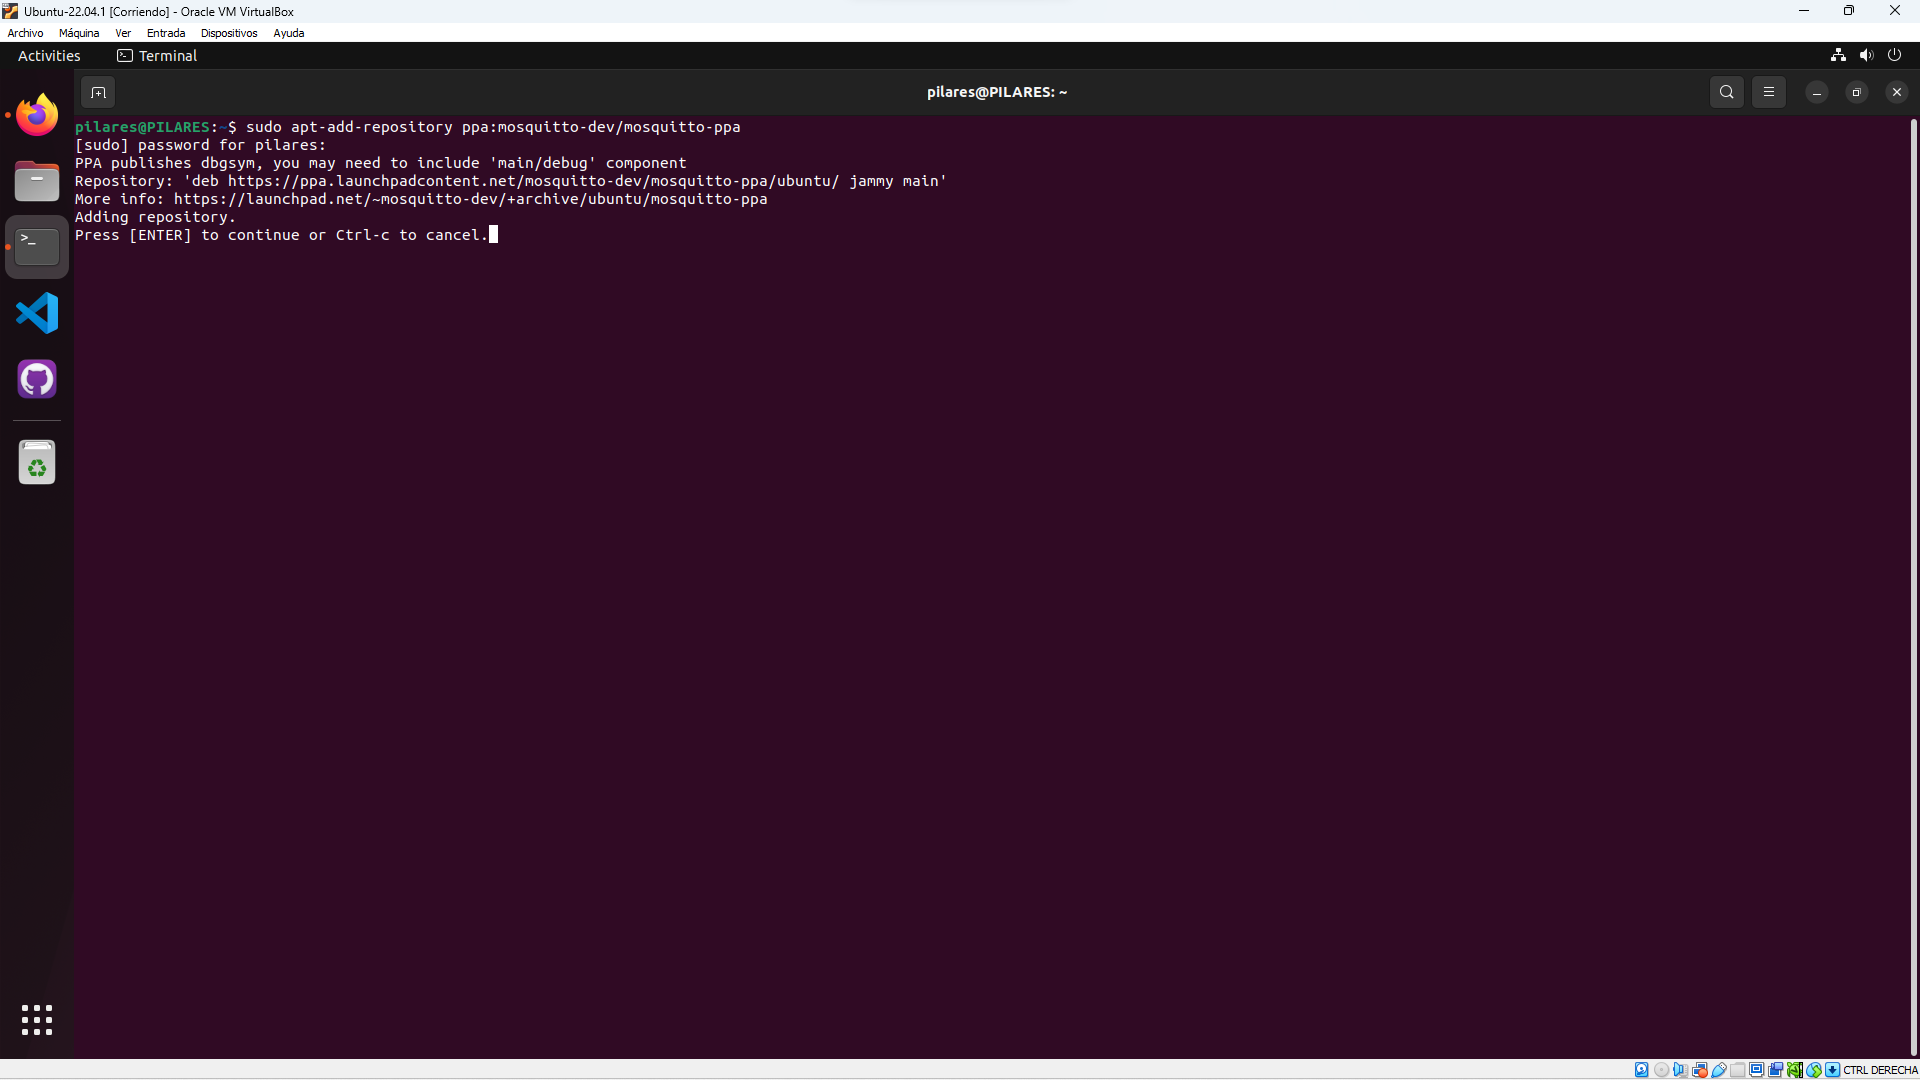 Ubuntu-22.04.1 [Corriendo] - Oracle VM VirtualBox
Archivo Máquina Ver Entrada Dispositivos Ayuda
Activities Terminal
pilares@PILARES: ~
pilares@PILARES:~$ sudo apt-add-repository ppa:mosquitto-dev/mosquitto-ppa
[sudo] password for pilares:
PPA publishes dbgsym, you may need to include 'main/debug' component
Repository: 'deb https://ppa.launchpadcontent.net/mosquitto-dev/mosquitto-ppa/ubuntu/ jammy main'
More info: https://launchpad.net/~mosquitto-dev/+archive/ubuntu/mosquitto-ppa
Adding repository.
Press [ENTER] to continue or Ctrl-c to cancel.
CTRL DERECHA